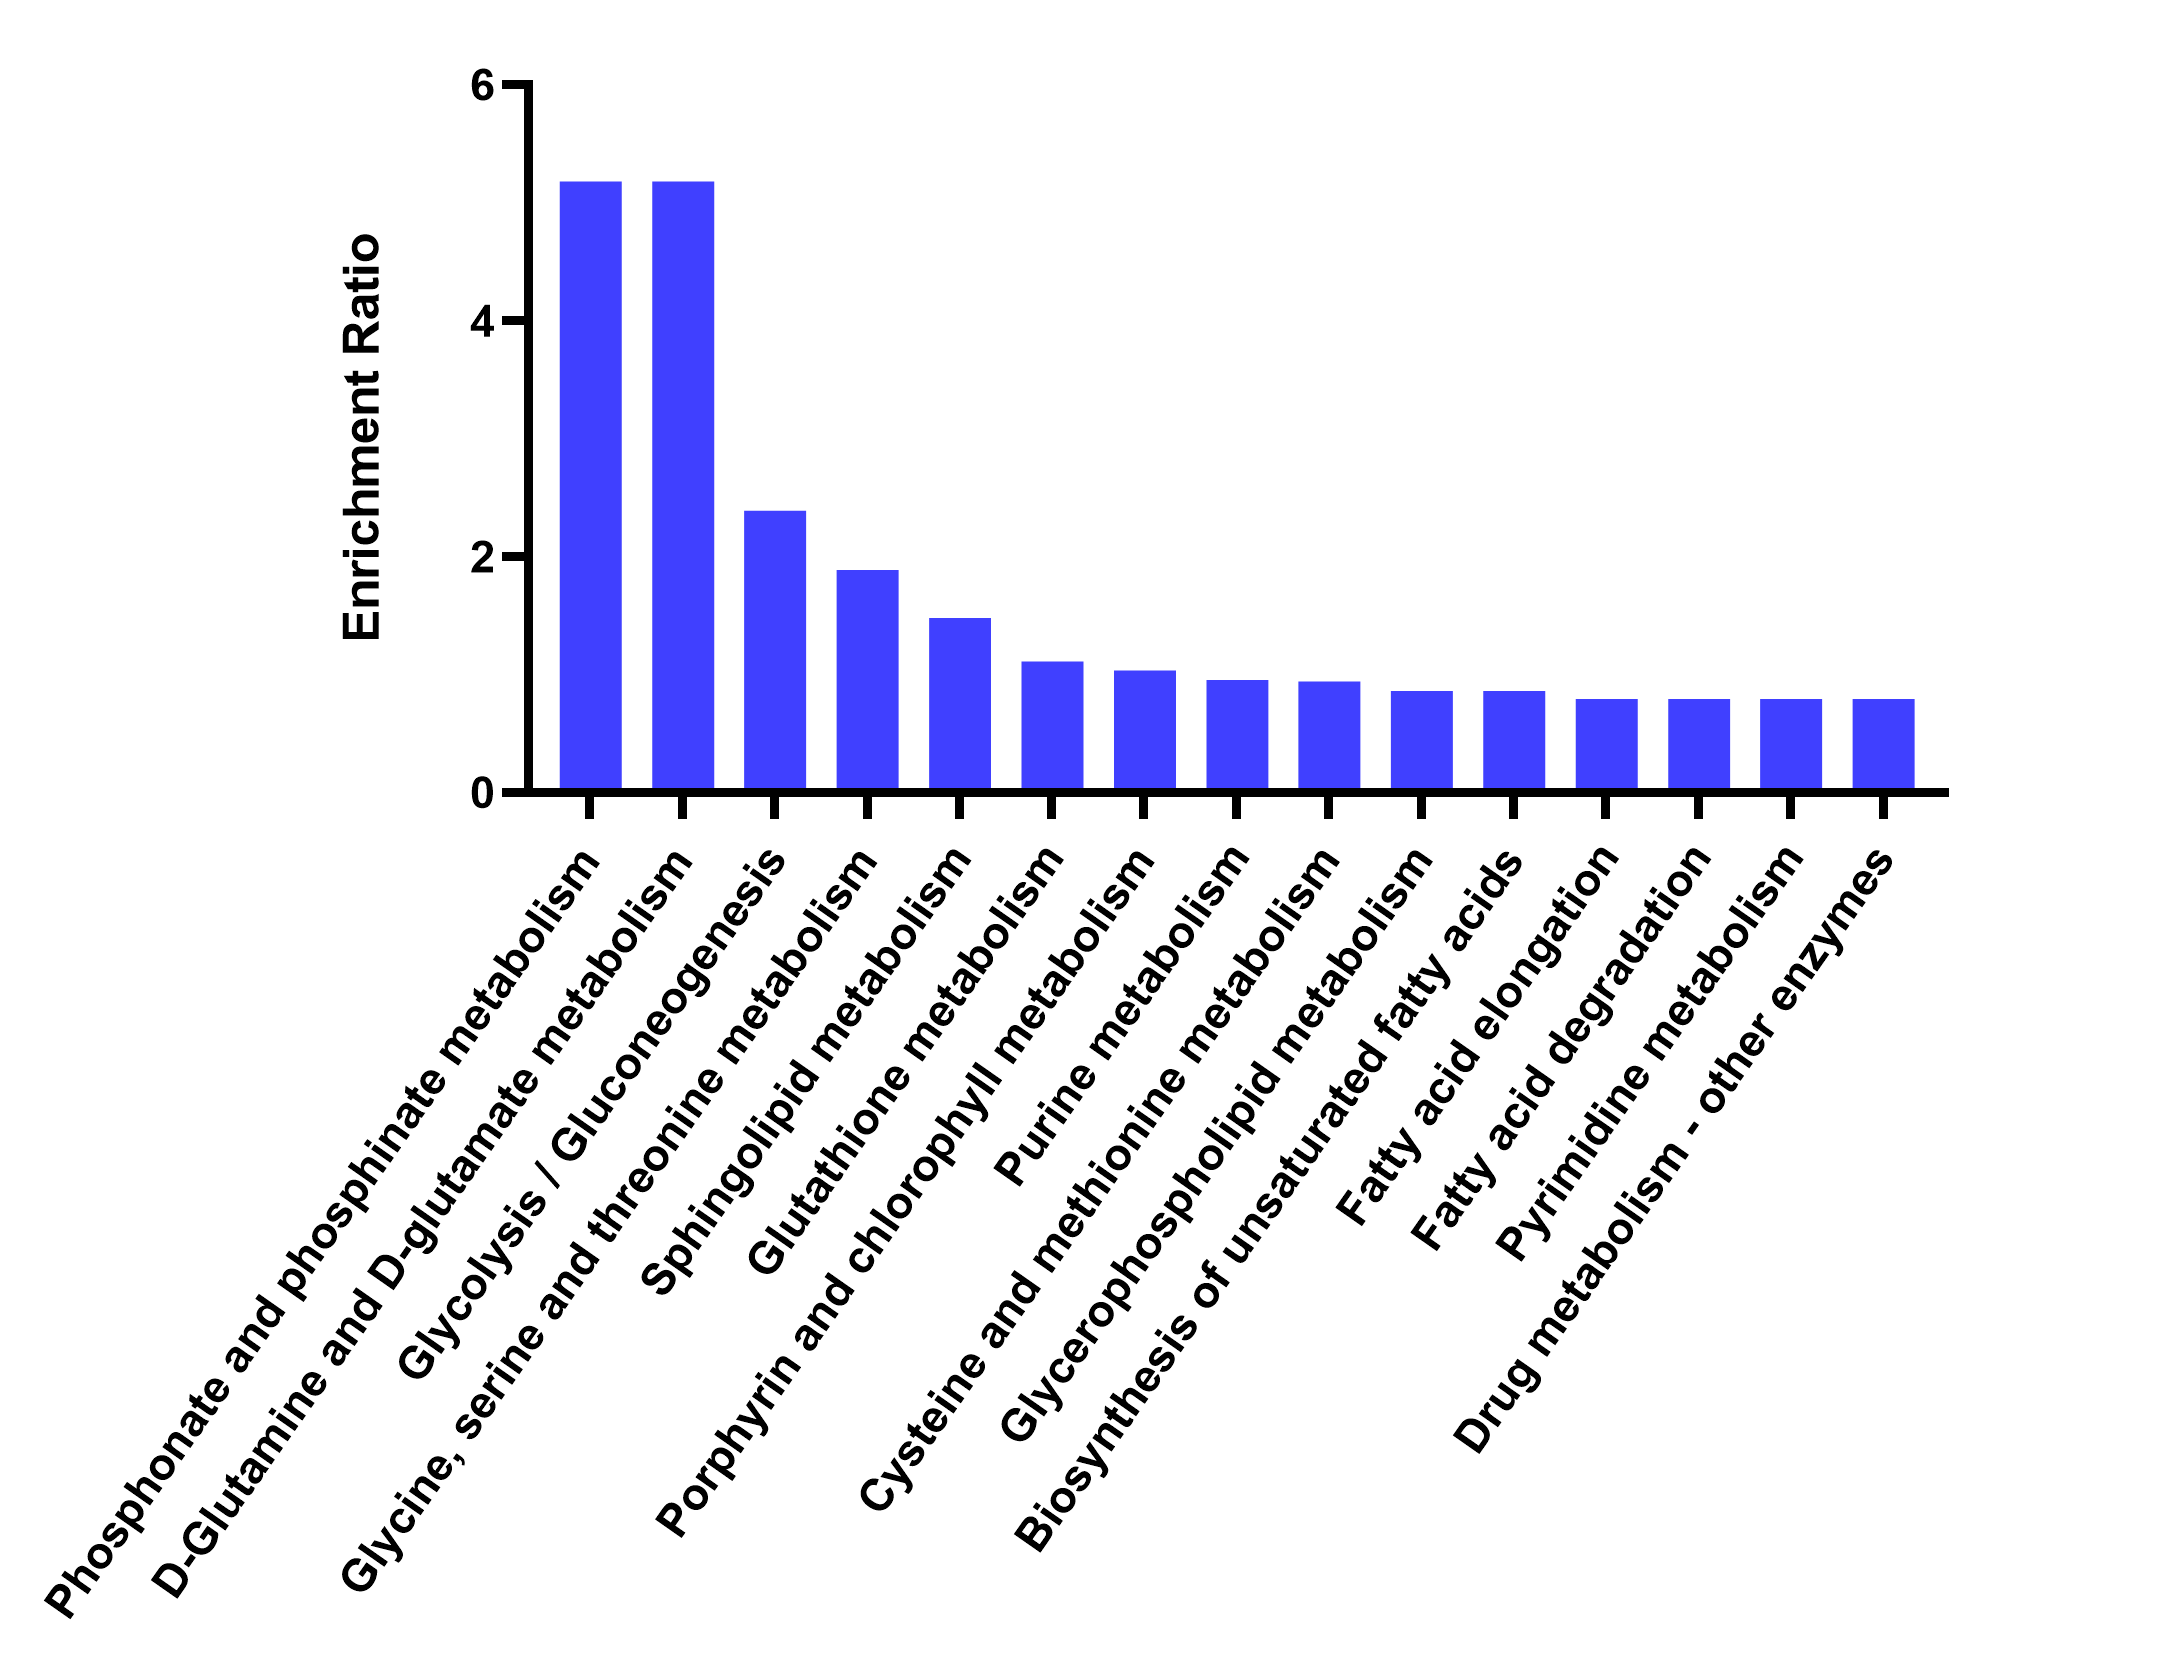 Enrichment Ratio
6
4
2
0
Phosphonate and phosphinate metabolism
D-Glutamine and D-glutamate metabolism
Glycolysis / Gluconeogenesis
Glycine, serine and threonine metabolism
Sphingolipid metabolism
Glutathione metabolism
Porphyrin and chlorophyll metabolism
Purine metabolism
Cysteine and methionine metabolism
Glycerophospholipid metabolism
Biosynthesis of unsaturated fatty acids
Fatty acid elongation
Fatty acid degradation
Pyrimidine metabolism
Drug metabolism - other enzymes